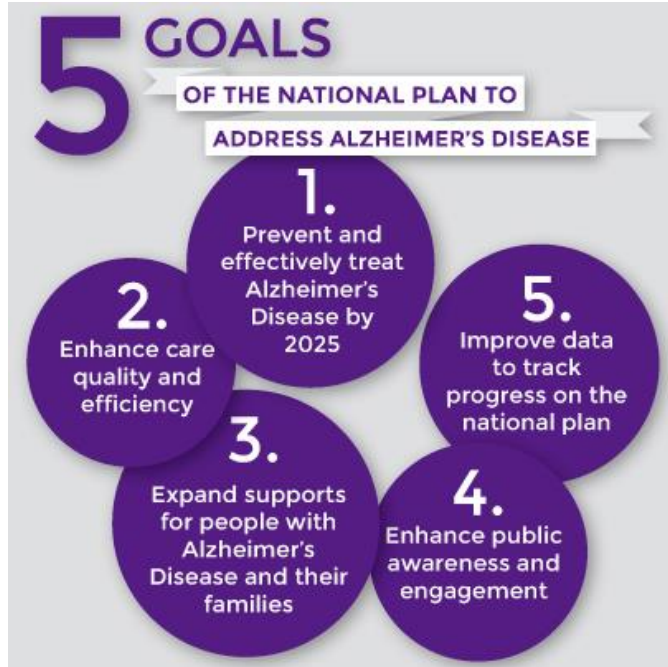 5 GOALS
OF THE NATIONAL PLAN TO
ADDRESS ALZHEIMER'S DISEASE
1.
Prevent and
effectively treat
Alzheimer's
Disease by
2025
2.
Enhance care
quality and
efficiency
3.
Expand supports
for people with
Alzheimer's
Disease and their
families
4.
Enhance public
awareness and
engagement
5.
Improve data
to track
progress on the
national plan